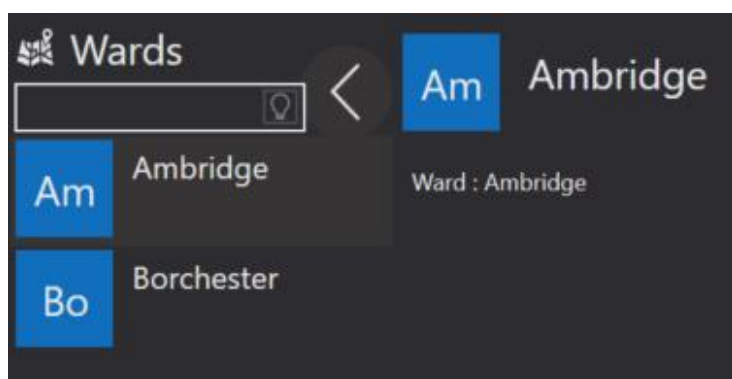 Wards
Am
Ambridge
Bo
Borchester
Am
Ambridge
Ward : Ambridge